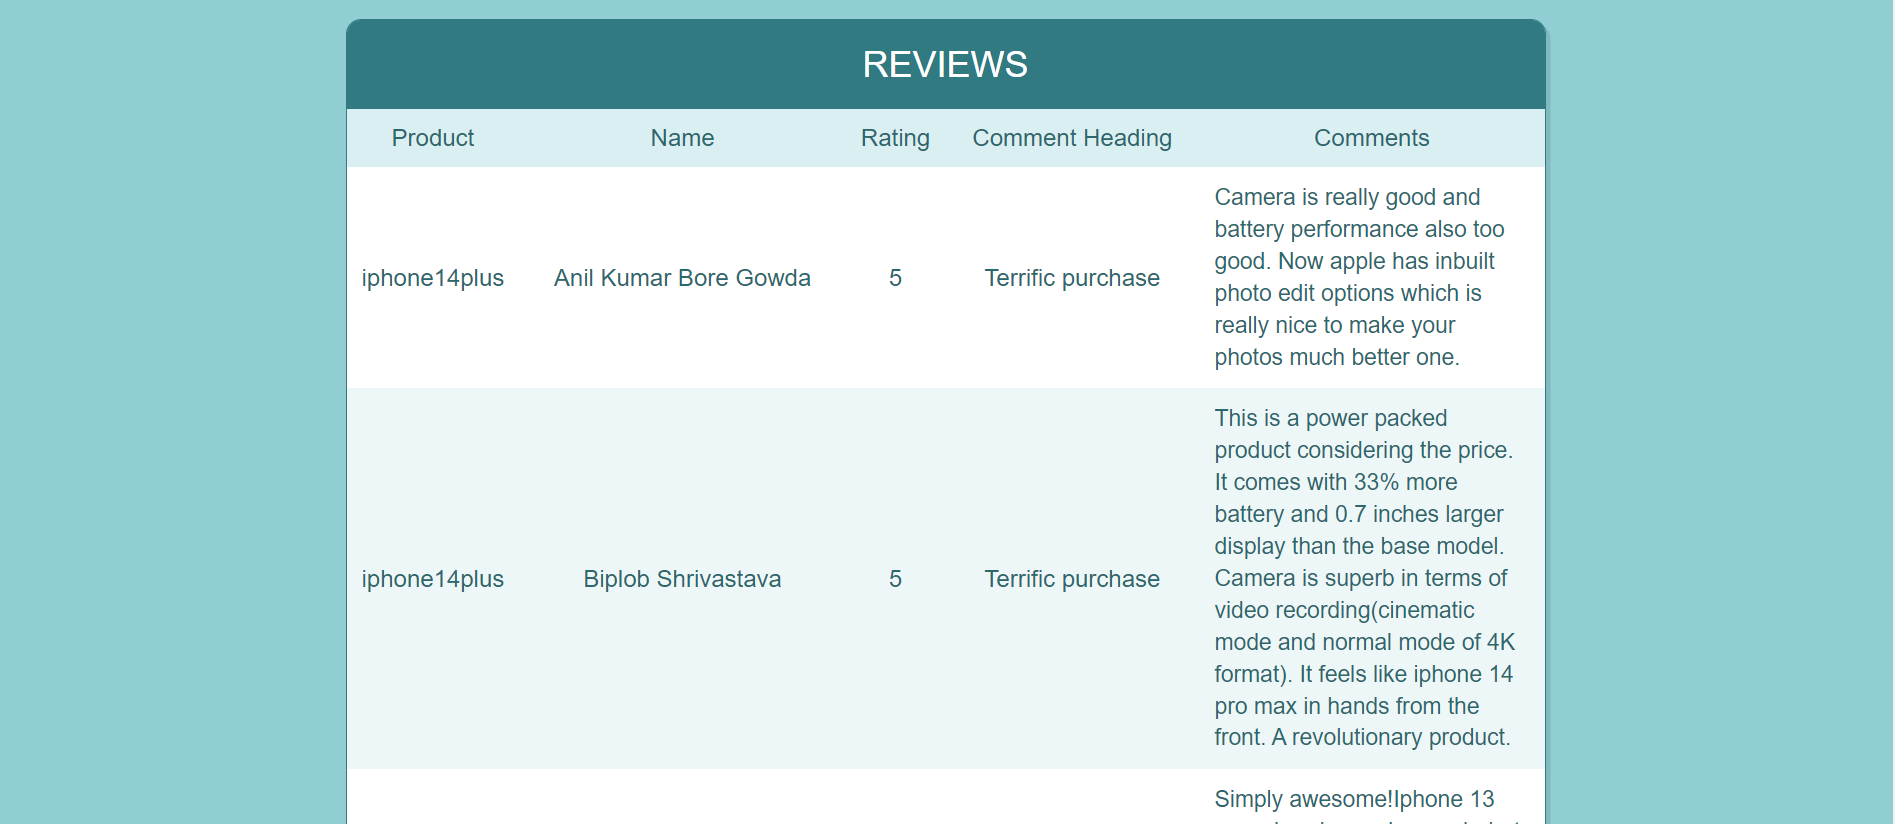 REVIEWS
Product Name Rating Comment Heading Comments
iphone14plus Anil Kumar Bore Gowda 5 Terrific purchase
Camera is really good and
battery performance also too
good. Now apple has inbuilt
photo edit options which is
really nice to make your
photos much better one.
iphone14plus Biplob Shrivastava 5 Terrific purchase
This is a power packed
product considering the price.
It comes with 33% more
battery and 0.7 inches larger
display than the base model.
Camera is superb in terms of
video recording(cinematic
mode and normal mode of 4K
format). It feels like iphone 14
pro max in hands from the
front. A revolutionary product.
Simply awesome!Iphone 13